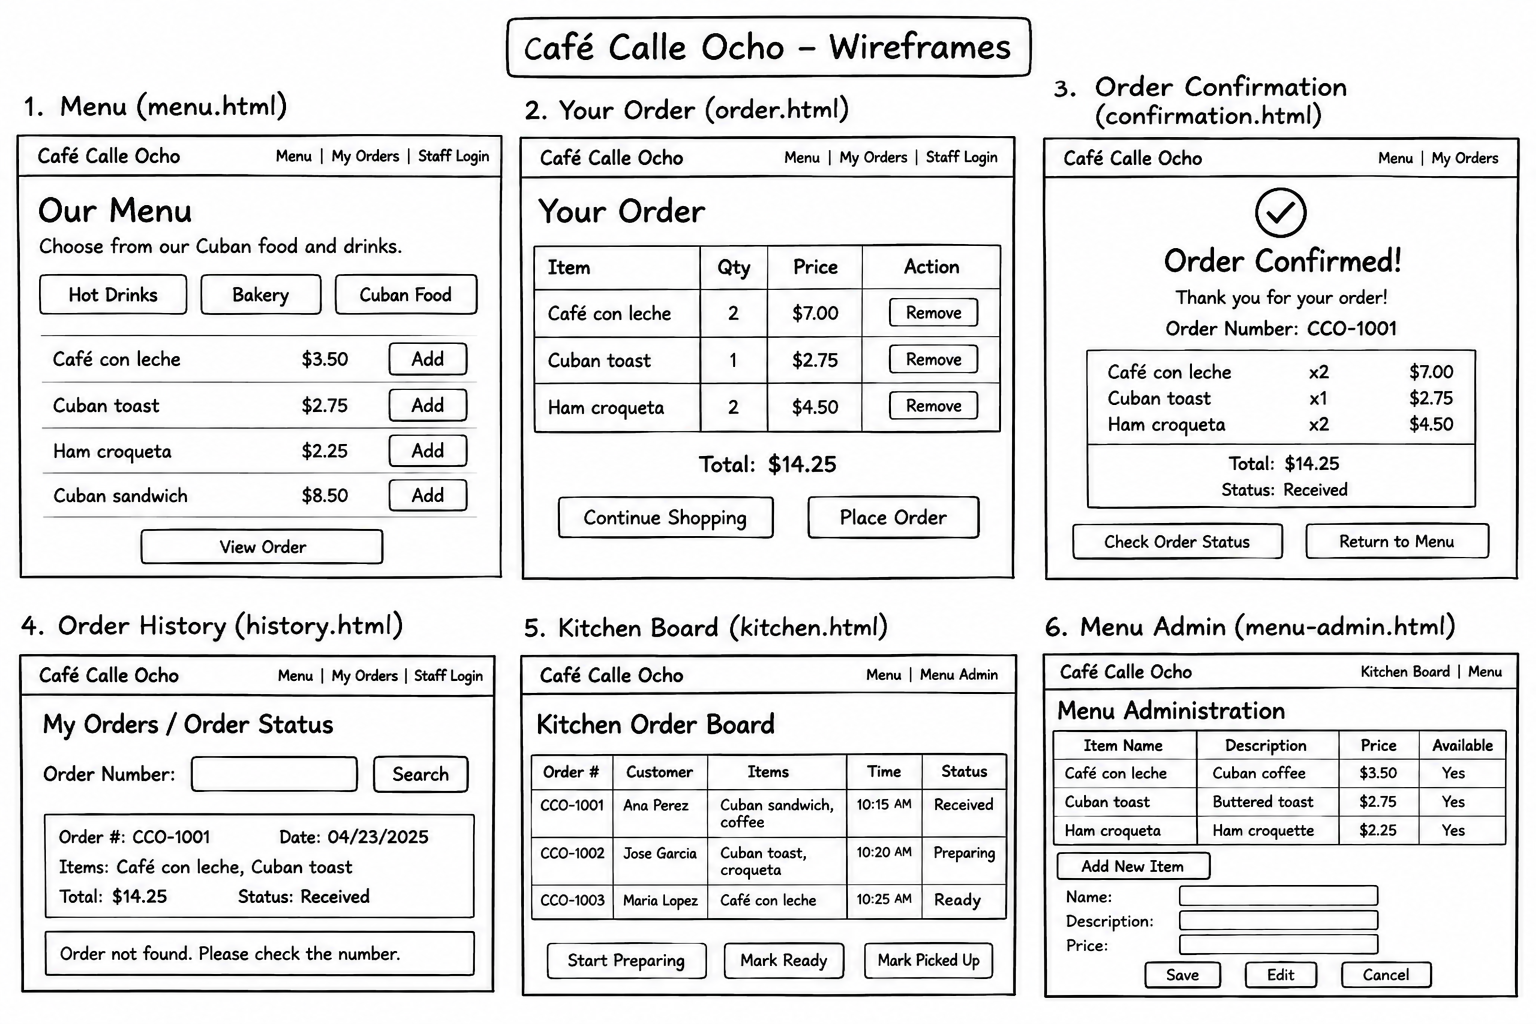 Café Calle Ocho – Wireframes
1. Menu (menu.html)
Café Calle Ocho
Menu | My Orders | Staff Login
Our Menu
Choose from our Cuban food and drinks.
Hot Drinks
Bakery
Cuban Food
Café con leche $3.50 Add
Cuban toast $2.75 Add
Ham croqueta $2.25 Add
Cuban sandwich $8.50 Add
View Order
2. Your Order (order.html)
Café Calle Ocho
Menu | My Orders | Staff Login
Your Order
Item Qty Price Action
Café con leche 2 $7.00 Remove
Cuban toast 1 $2.75 Remove
Ham croqueta 2 $4.50 Remove
Total: $14.25
Continue Shopping
Place Order
3. Order Confirmation
(confirmation.html)
Café Calle Ocho
Menu | My Orders
Order Confirmed!
Thank you for your order!
Order Number: CCO-1001
Café con leche x2 $7.00
Cuban toast x1 $2.75
Ham croqueta x2 $4.50
Total: $14.25
Status: Received
Check Order Status
Return to Menu
4. Order History (history.html)
Café Calle Ocho
Menu | My Orders | Staff Login
My Orders / Order Status
Order Number:
Search
Order #: CCO-1001 Date: 04/23/2025
Items: Café con leche, Cuban toast
Total: $14.25 Status: Received
Order not found. Please check the number.
5. Kitchen Board (kitchen.html)
Café Calle Ocho
Menu | Menu Admin
Kitchen Order Board
Order # Customer Items Time Status
CCO-1001 Ana Perez Cuban sandwich, 10:15 AM Received
coffee
CCO-1002 Jose Garcia Cuban toast, 10:20 AM Preparing
croqueta
CCO-1003 Maria Lopez Café con leche 10:25 AM Ready
Start Preparing
Mark Ready
Mark Picked Up
6. Menu Admin (menu-admin.html)
Café Calle Ocho
Kitchen Board | Menu
Menu Administration
Item Name Description Price Available
Café con leche Cuban coffee $3.50 Yes
Cuban toast Buttered toast $2.75 Yes
Ham croqueta Ham croquette $2.25 Yes
Add New Item
Name:
Description:
Price:
Save
Edit
Cancel